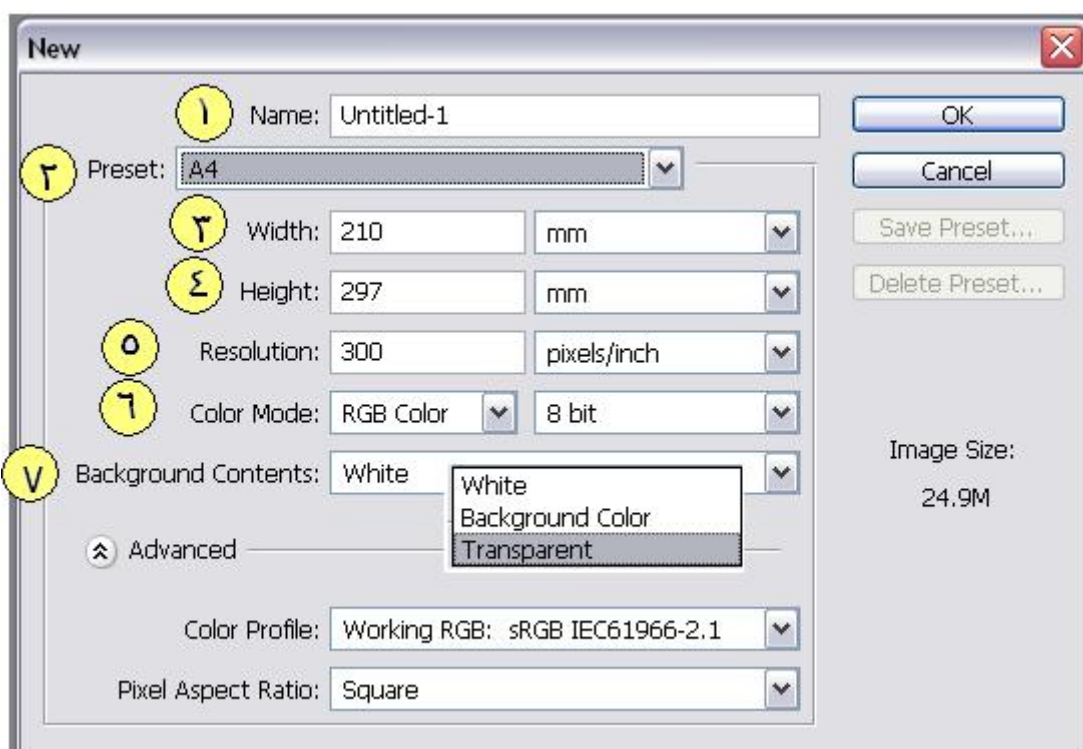 New
١ Name: Untitled-1 OK
٢ Preset: A4 Cancel
٣ Width: 210 mm Save Preset...
٤ Height: 297 mm Delete Preset...
٥ Resolution: 300 pixels/inch
٦ Color Mode: RGB Color 8 bit
٧ Background Contents: White
White
Background Color
Transparent
Image Size:
24.9M
Advanced
Color Profile: Working RGB: sRGB IEC61966-2.1
Pixel Aspect Ratio: Square